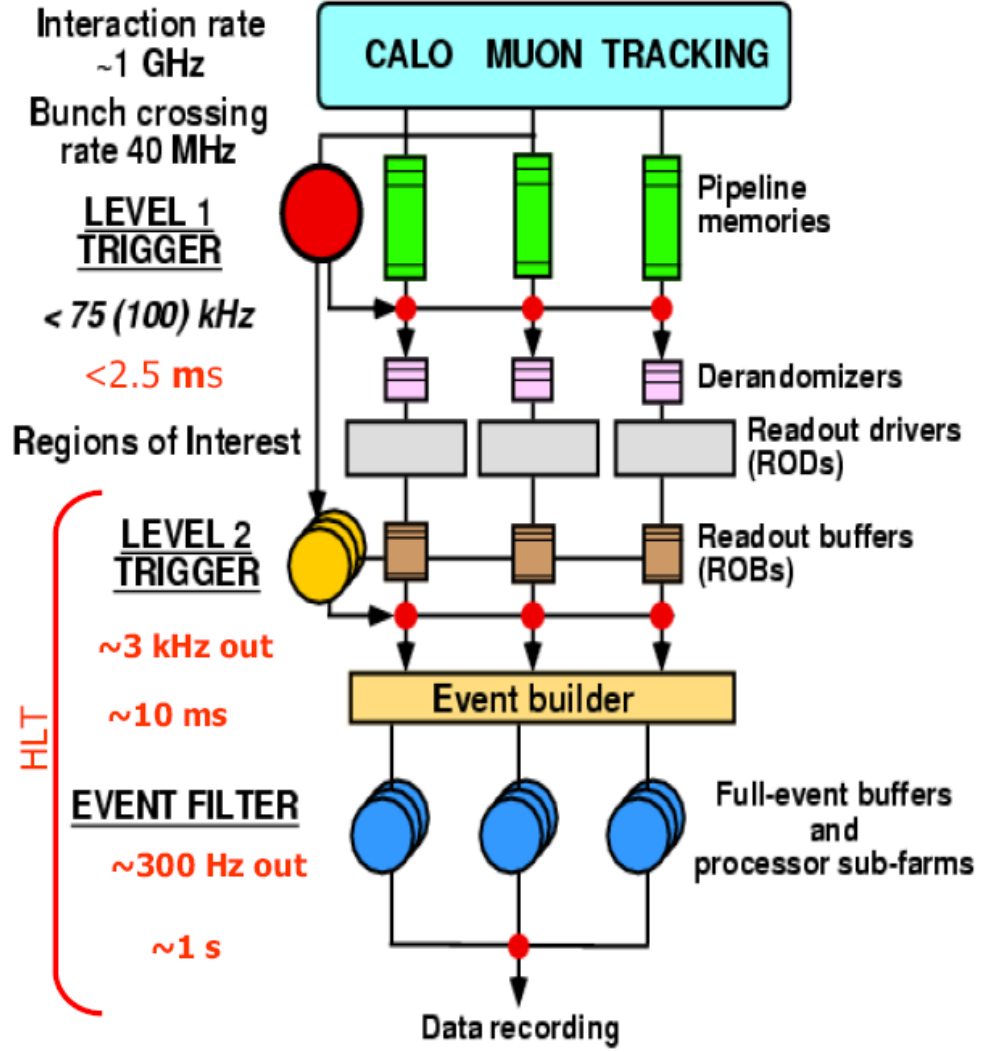 Interaction rate
~1 GHz
Bunch crossing
rate 40 MHz
CALO MUON TRACKING
LEVEL 1
TRIGGER
Pipeline
memories
< 75 (100) kHz
<2.5 ms
Derandomizers
Regions of Interest
Readout drivers
(RODs)
LEVEL 2
TRIGGER
Readout buffers
(ROBs)
~3 kHz out
Event builder
~10 ms
HLT
EVENT FILTER
Full-event buffers
and
processor sub-farms
~300 Hz out
~1 s
Data recording